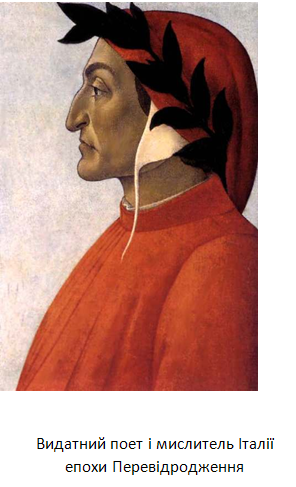 Видатний поет і мислитель Італії
епохи Перевідродження